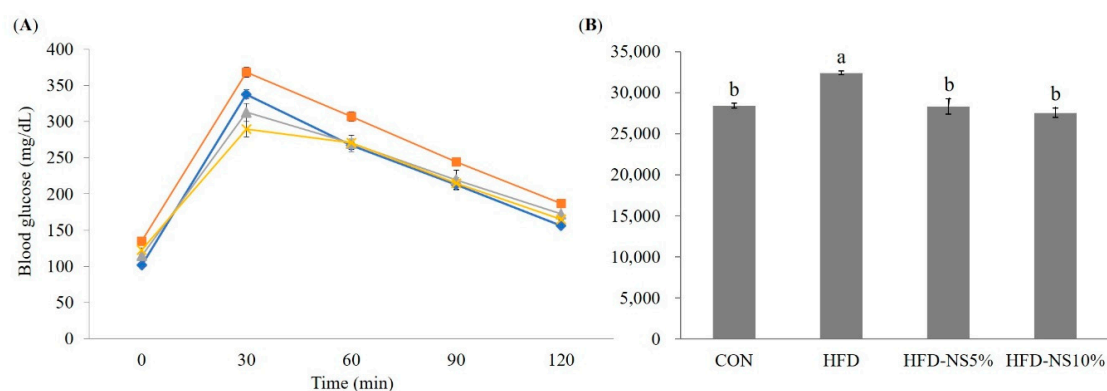 (A)
400
350
300
250
200
150
100
50
0
Blood glucose (mg/dL)
0 30 60 90 120
Time (min)
(B)
35,000
30,000
25,000
20,000
15,000
10,000
5,000
0
b a b b
CON HFD HFD-NS5% HFD-NS10%